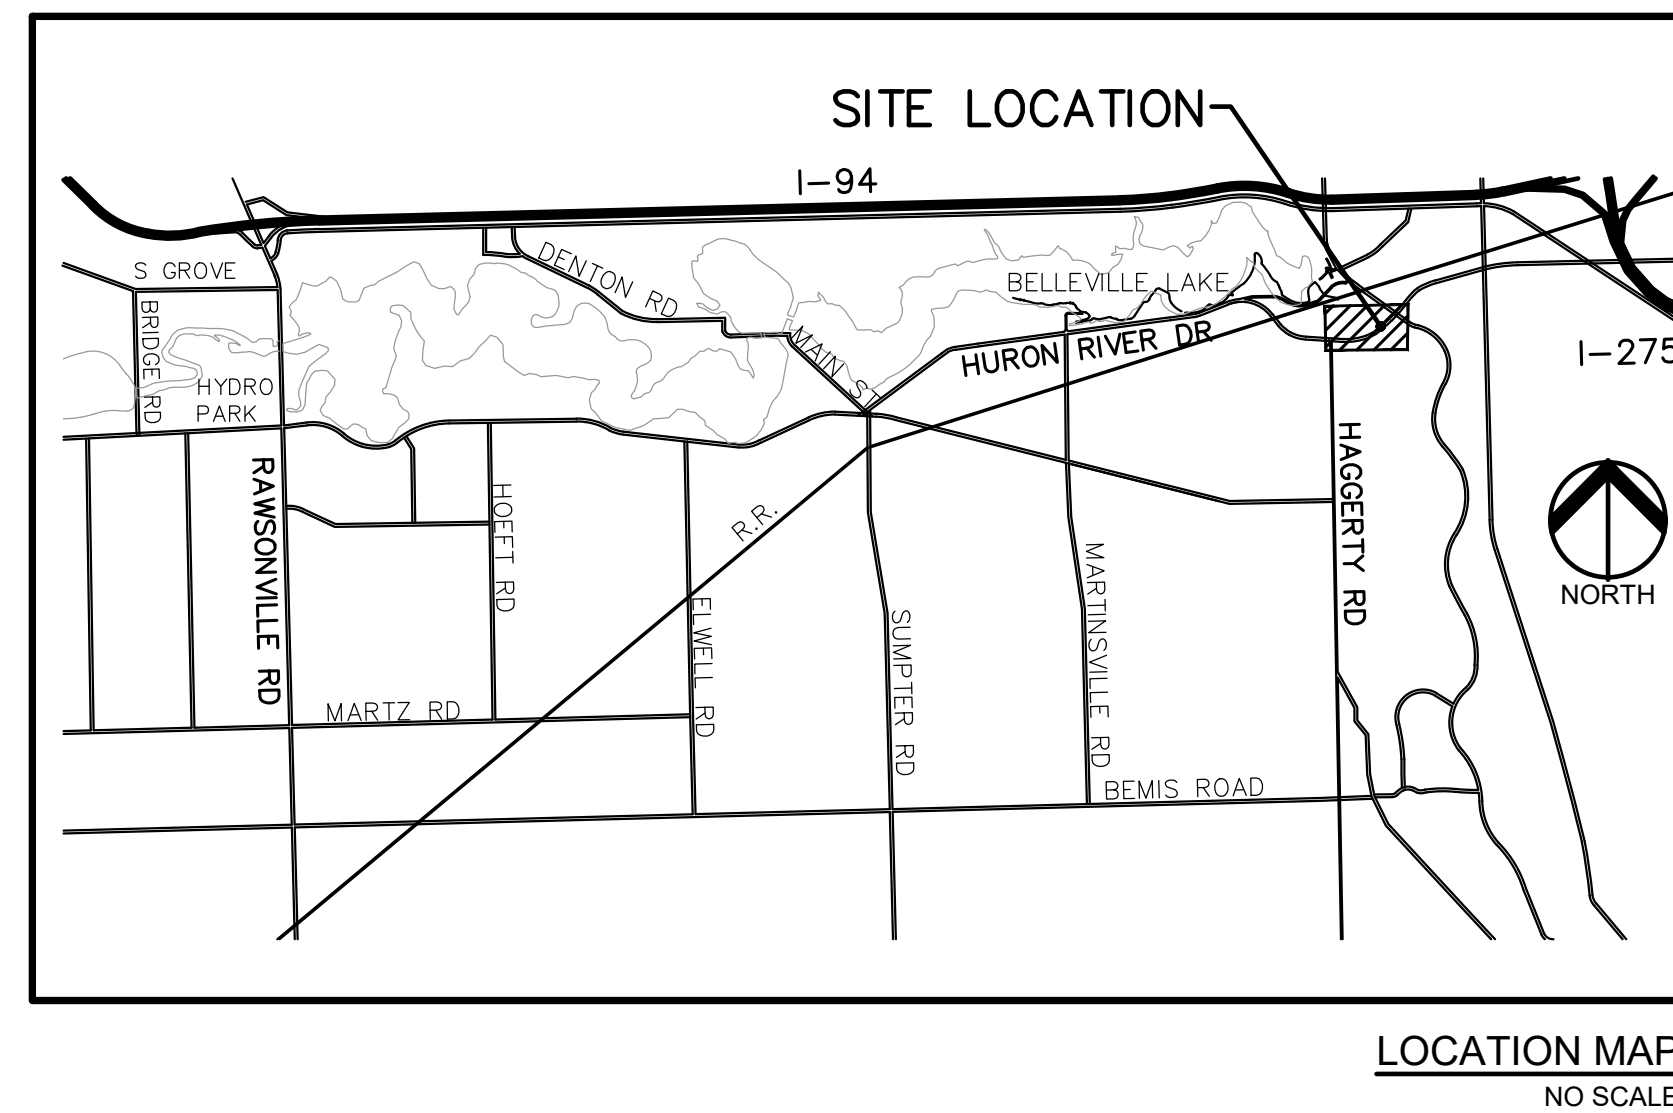 SITE LOCATION
I-94
S GROVE
BRIDGE RD
HYDRO
PARK
DENTON RD
BELLEVILLE LAKE
MAIN ST
HURON RIVER DR
I-275
RAWSONVILLE RD
HOEFT RD
R.R.
ELWELL RD
SUMPTER RD
MARTINSVILLE RD
HAGGERTY RD
NORTH
MARTZ RD
BEMIS ROAD
LOCATION MAP
NO SCALE